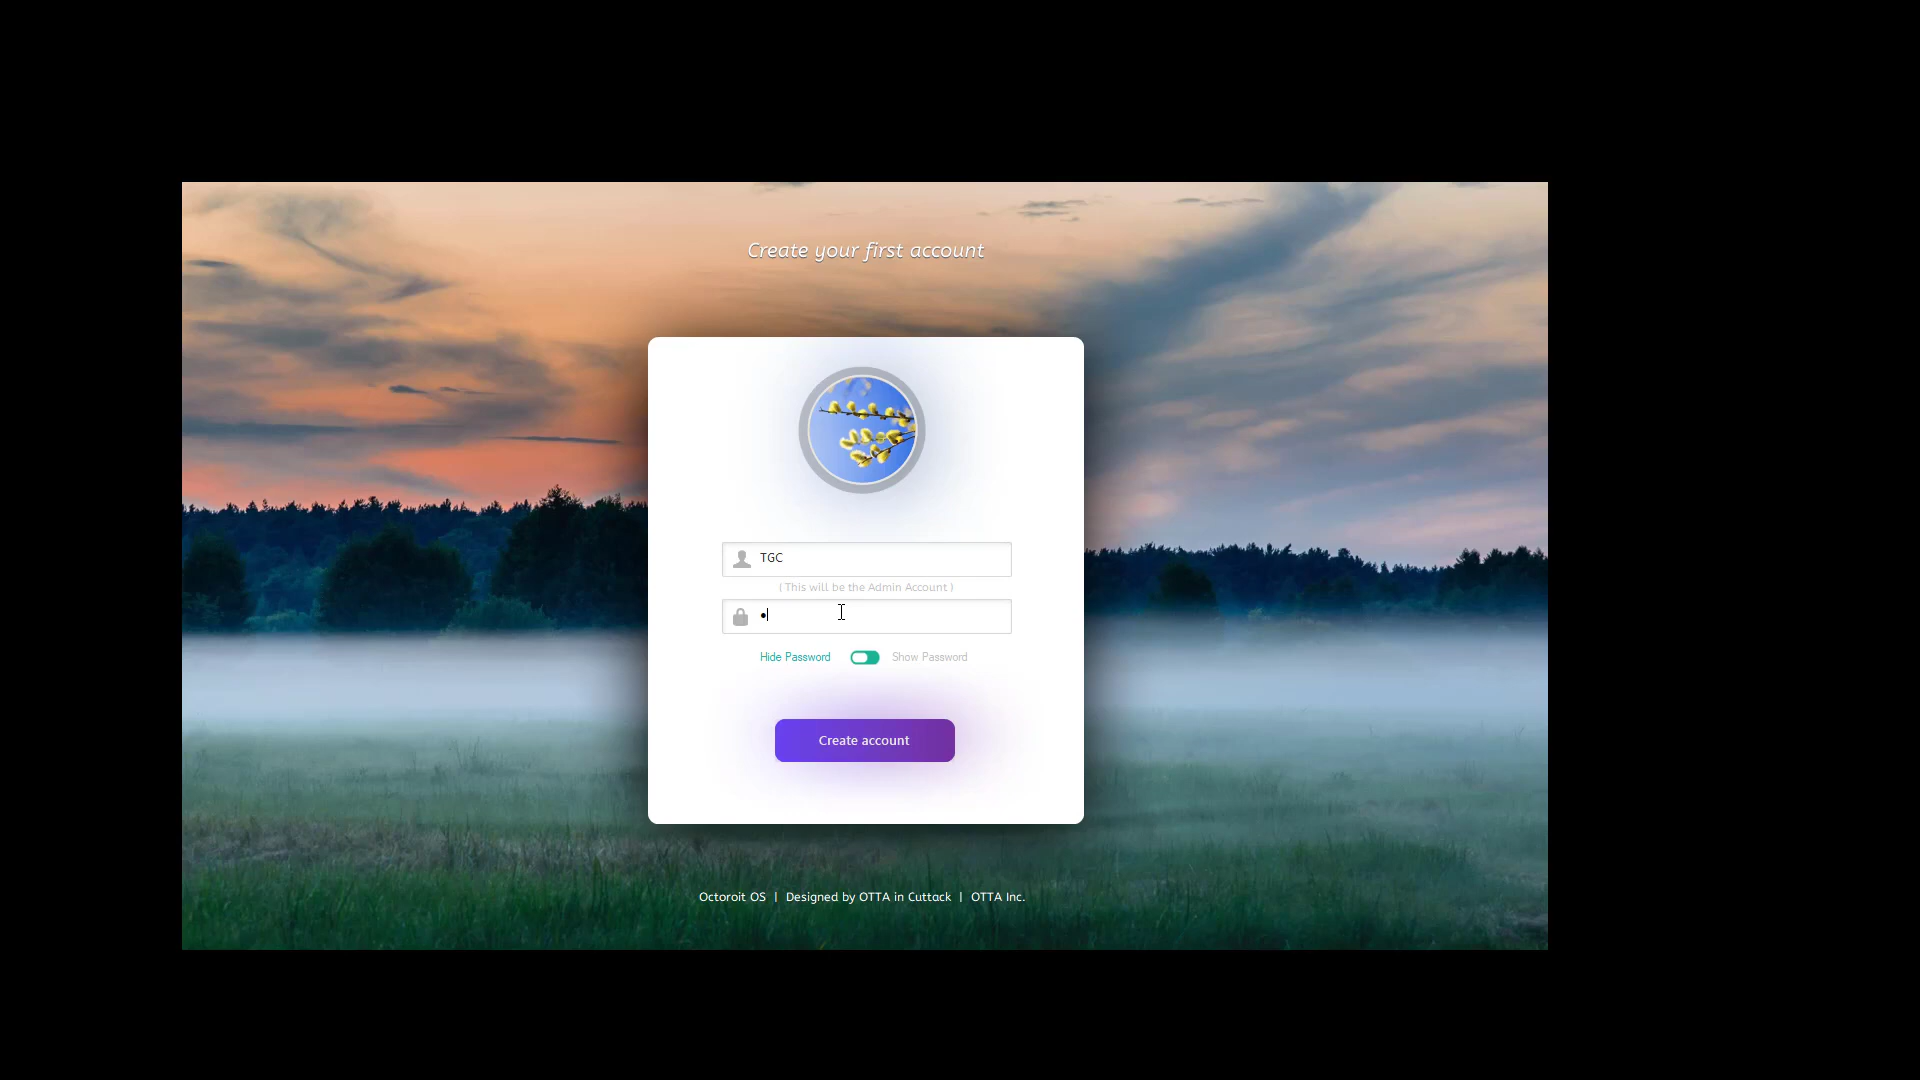 Create your first account
TGC
( This will be the Admin Account )
•
Hide Password Show Password
Create account
Octoroit OS | Designed by OTTA in Cuttack | OTTA Inc.